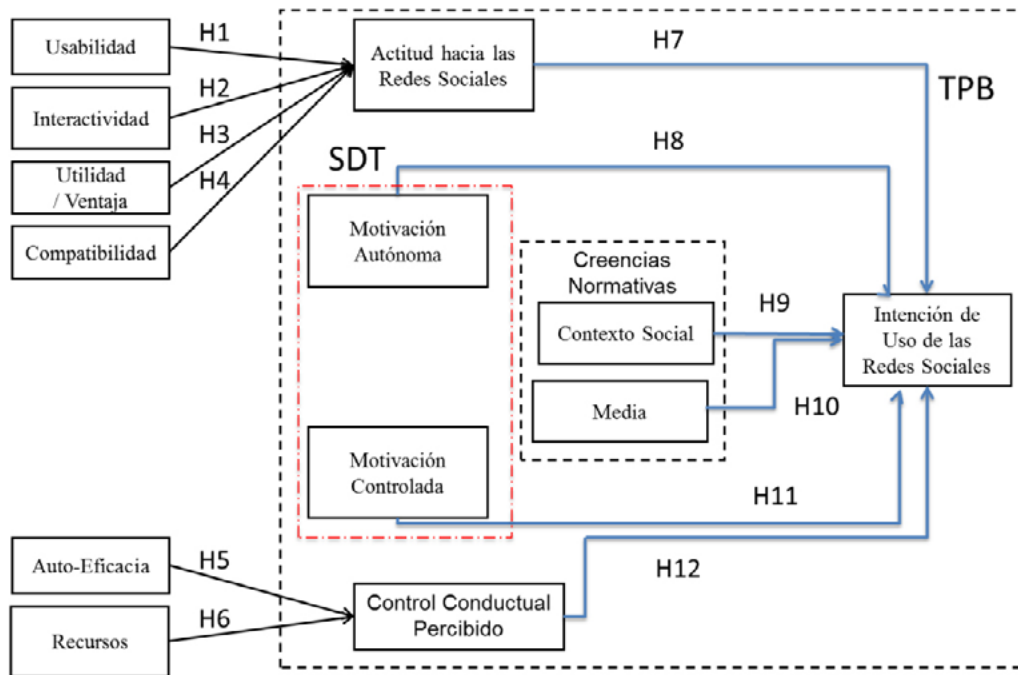 Usabilidad
H1
Interactividad
H2
Utilidad
/ Ventaja
H3
Compatibilidad
H4
Actitud hacia las
Redes Sociales
H7
TPB
SDT
H8
Motivación
Autónoma
Creencias
Normativas
Contexto Social
H9
Media
H10
Intención de
Uso de las
Redes Sociales
Motivación
Controlada
H11
Auto-Eficacia
H5
Recursos
H6
Control Conductual
Percibido
H12